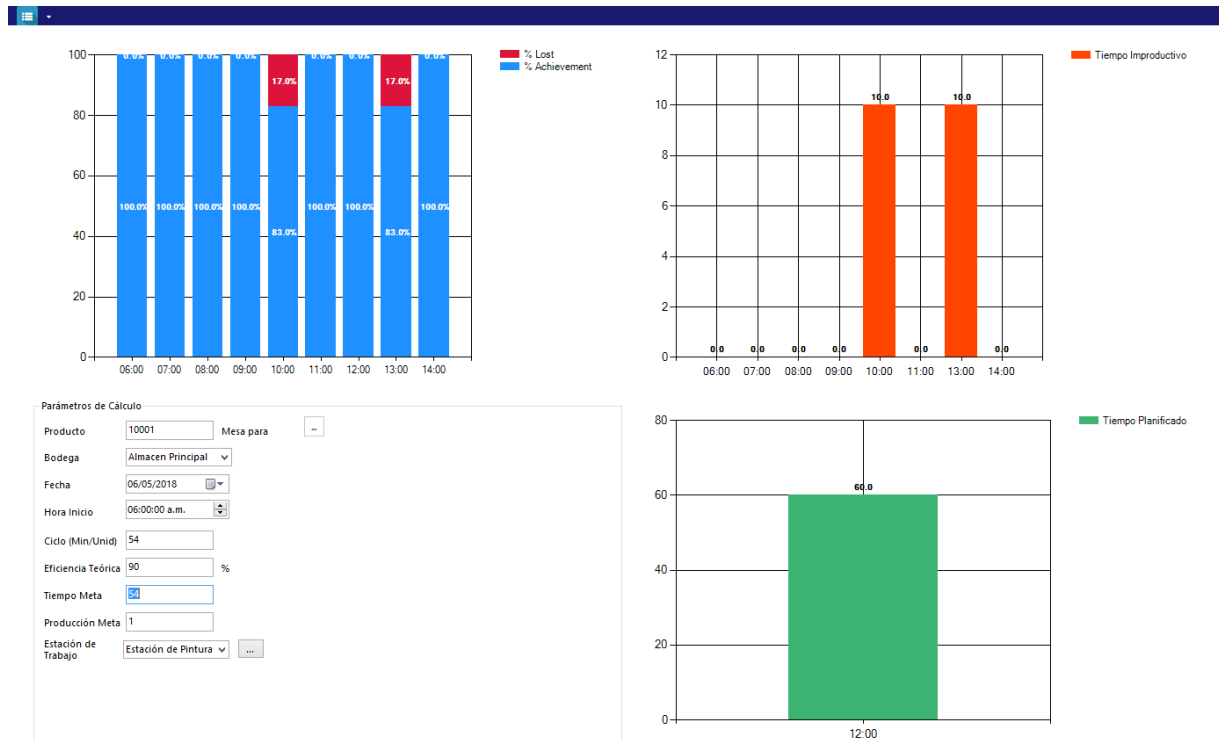 % Lost
% Achievement
100
80
60
40
20
0
0.0% 0.0% 0.0% 0.0% 17.0% 0.0% 0.0% 17.0% 0.0%
100.0% 100.0% 100.0% 100.0% 83.0% 100.0% 100.0% 83.0% 100.0%
06:00 07:00 08:00 09:00 10:00 11:00 12:00 13:00 14:00
Tiempo Improductivo
12
10
8
6
4
2
0
0.0 0.0 0.0 0.0 10.0 0.0 10.0 0.0
06:00 07:00 08:00 09:00 10:00 11:00 13:00 14:00
Parámetros de Cálculo
Producto 10001 Mesa para ...
Bodega Almacen Principal
Fecha 06/05/2018
Hora Inicio 06:00:00 a.m.
Ciclo (Min/Unid) 54
Eficiencia Teórica 90 %
Tiempo Meta 54
Producción Meta 1
Estación de
Trabajo Estación de Pintura ...
Tiempo Planificado
80
60
40
20
0
60.0
12:00